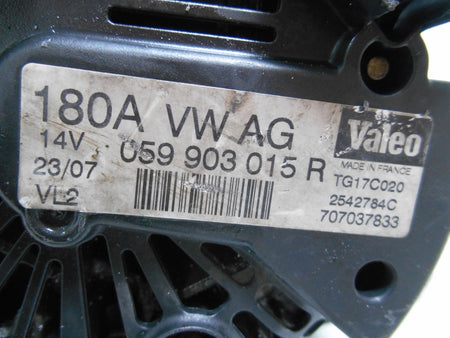 180A VW AG
Valeo
14V 059 903 015 R
MADE IN FRANCE
23/07
TG17C020
VL2
2542784C
707037833